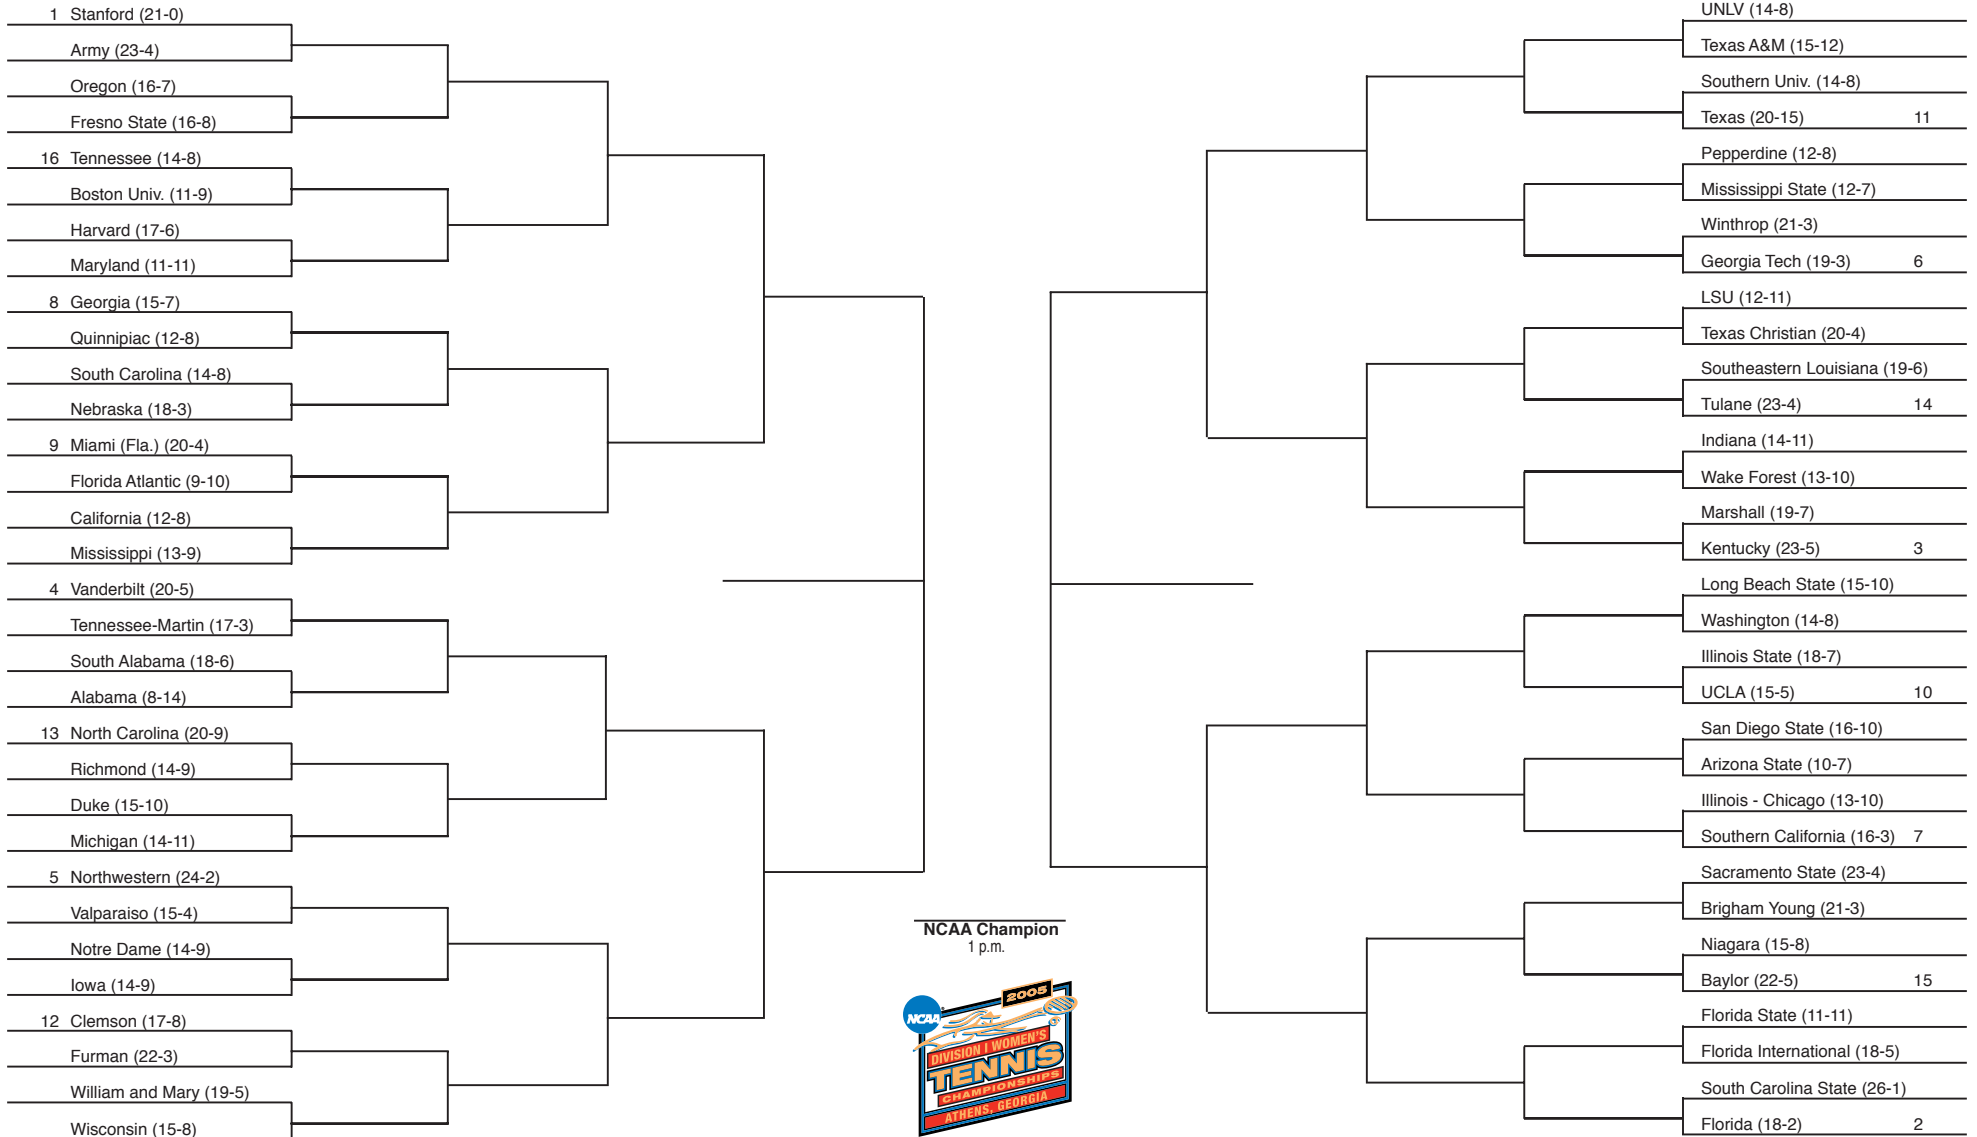 1 Stanford (21-0)
Army (23-4)
Oregon (16-7)
Fresno State (16-8)
16 Tennessee (14-8)
Boston Univ. (11-9)
Harvard (17-6)
Maryland (11-11)
8 Georgia (15-7)
Quinnipiac (12-8)
South Carolina (14-8)
Nebraska (18-3)
9 Miami (Fla.) (20-4)
Florida Atlantic (9-10)
California (12-8)
Mississippi (13-9)
4 Vanderbilt (20-5)
Tennessee-Martin (17-3)
South Alabama (18-6)
Alabama (8-14)
13 North Carolina (20-9)
Richmond (14-9)
Duke (15-10)
Michigan (14-11)
5 Northwestern (24-2)
Valparaiso (15-4)
Notre Dame (14-9)
Iowa (14-9)
12 Clemson (17-8)
Furman (22-3)
William and Mary (19-5)
Wisconsin (15-8)
NCAA Champion
1 p.m.
2005
NCAA
DIVISION I WOMEN'S
TENNIS
CHAMPIONSHIPS
ATHENS, GEORGIA
UNLV (14-8)
Texas A&M (15-12)
Southern Univ. (14-8)
Texas (20-15) 11
Pepperdine (12-8)
Mississippi State (12-7)
Winthrop (21-3)
Georgia Tech (19-3) 6
LSU (12-11)
Texas Christian (20-4)
Southeastern Louisiana (19-6)
Tulane (23-4) 14
Indiana (14-11)
Wake Forest (13-10)
Marshall (19-7)
Kentucky (23-5) 3
Long Beach State (15-10)
Washington (14-8)
Illinois State (18-7)
UCLA (15-5) 10
San Diego State (16-10)
Arizona State (10-7)
Illinois - Chicago (13-10)
Southern California (16-3) 7
Sacramento State (23-4)
Brigham Young (21-3)
Niagara (15-8)
Baylor (22-5) 15
Florida State (11-11)
Florida International (18-5)
South Carolina State (26-1)
Florida (18-2) 2